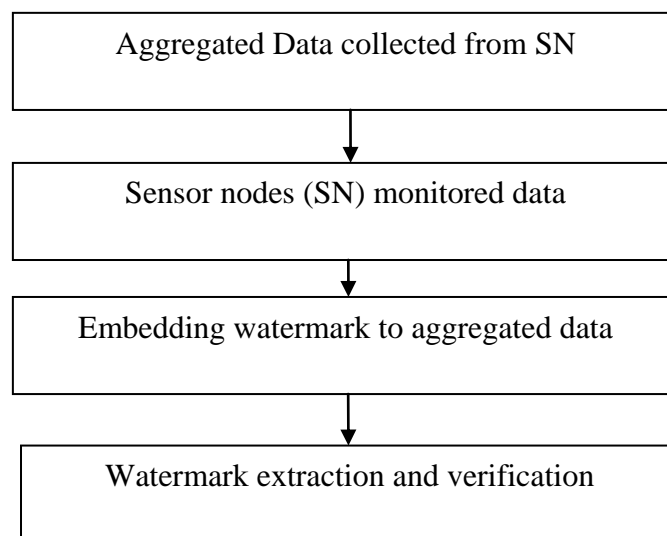 Aggregated Data collected from SN
Sensor nodes (SN) monitored data
Embedding watermark to aggregated data
Watermark extraction and verification